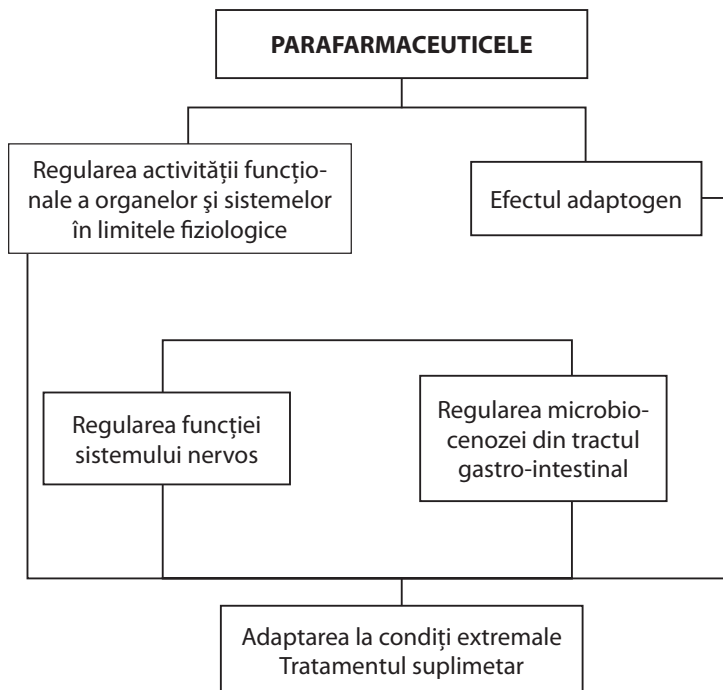 PARAFARMACEUTICELE
Regularea activității funcțio-
nale a organelor şi sistemelor
în limitele fiziologice
Efectul adaptogen
Regularea funcției
sistemului nervos
Regularea microbio-
cenozei din tractul
gastro-intestinal
Adaptarea la condiți extremale
Tratamentul suplimetar